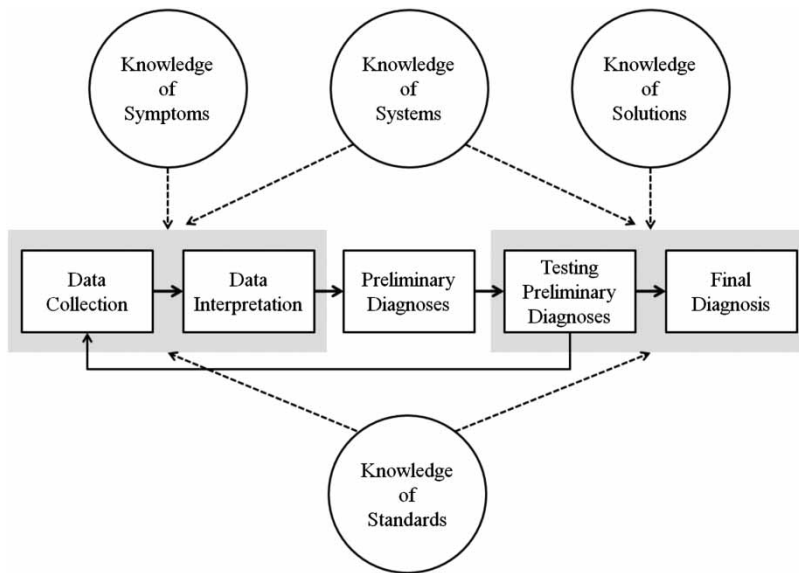 Knowledge
of
Symptoms
Knowledge
of
Systems
Knowledge
of
Solutions
Data
Collection
Data
Interpretation
Preliminary
Diagnoses
Testing
Preliminary
Diagnoses
Final
Diagnosis
Knowledge
of
Standards